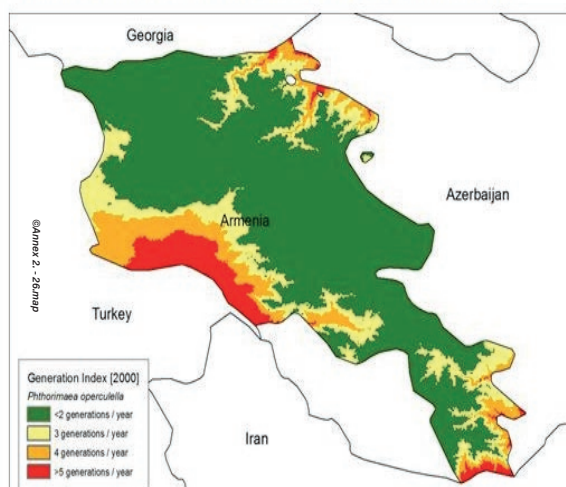 Georgia
Azerbaijan
Armenia
©Annex 2. - 26.map
Turkey
Iran
Generation Index [2000]
Phthorimaea operculella
<2 generations / year
3 generations / year
4 generations / year
>5 generations / year